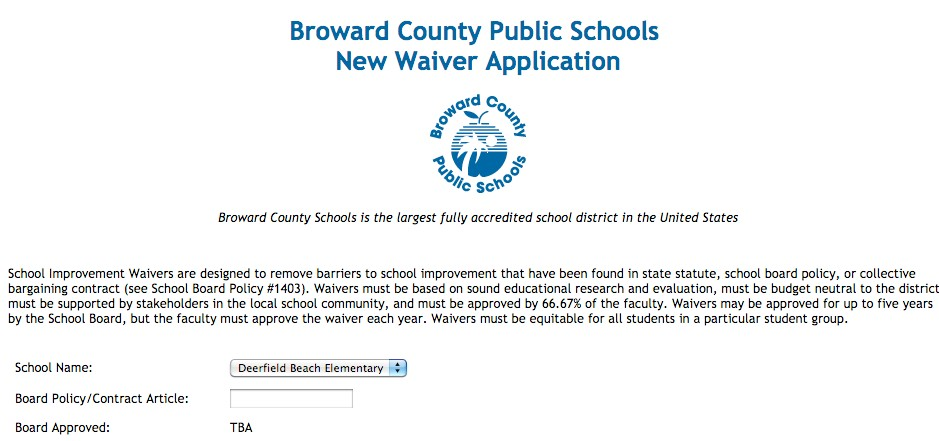 Broward County Public Schools
New Waiver Application
Broward County
Public Schools
Broward County Schools is the largest fully accredited school district in the United States
School Improvement Waivers are designed to remove barriers to school improvement that have been found in state statute, school board policy, or collective
bargaining contract (see School Board Policy #1403). Waivers must be based on sound educational research and evaluation, must be budget neutral to the district
must be supported by stakeholders in the local school community, and must be approved by 66.67% of the faculty. Waivers may be approved for up to five years
by the School Board, but the faculty must approve the waiver each year. Waivers must be equitable for all students in a particular student group.
School Name: Deerfield Beach Elementary
Board Policy/Contract Article:
Board Approved: TBA